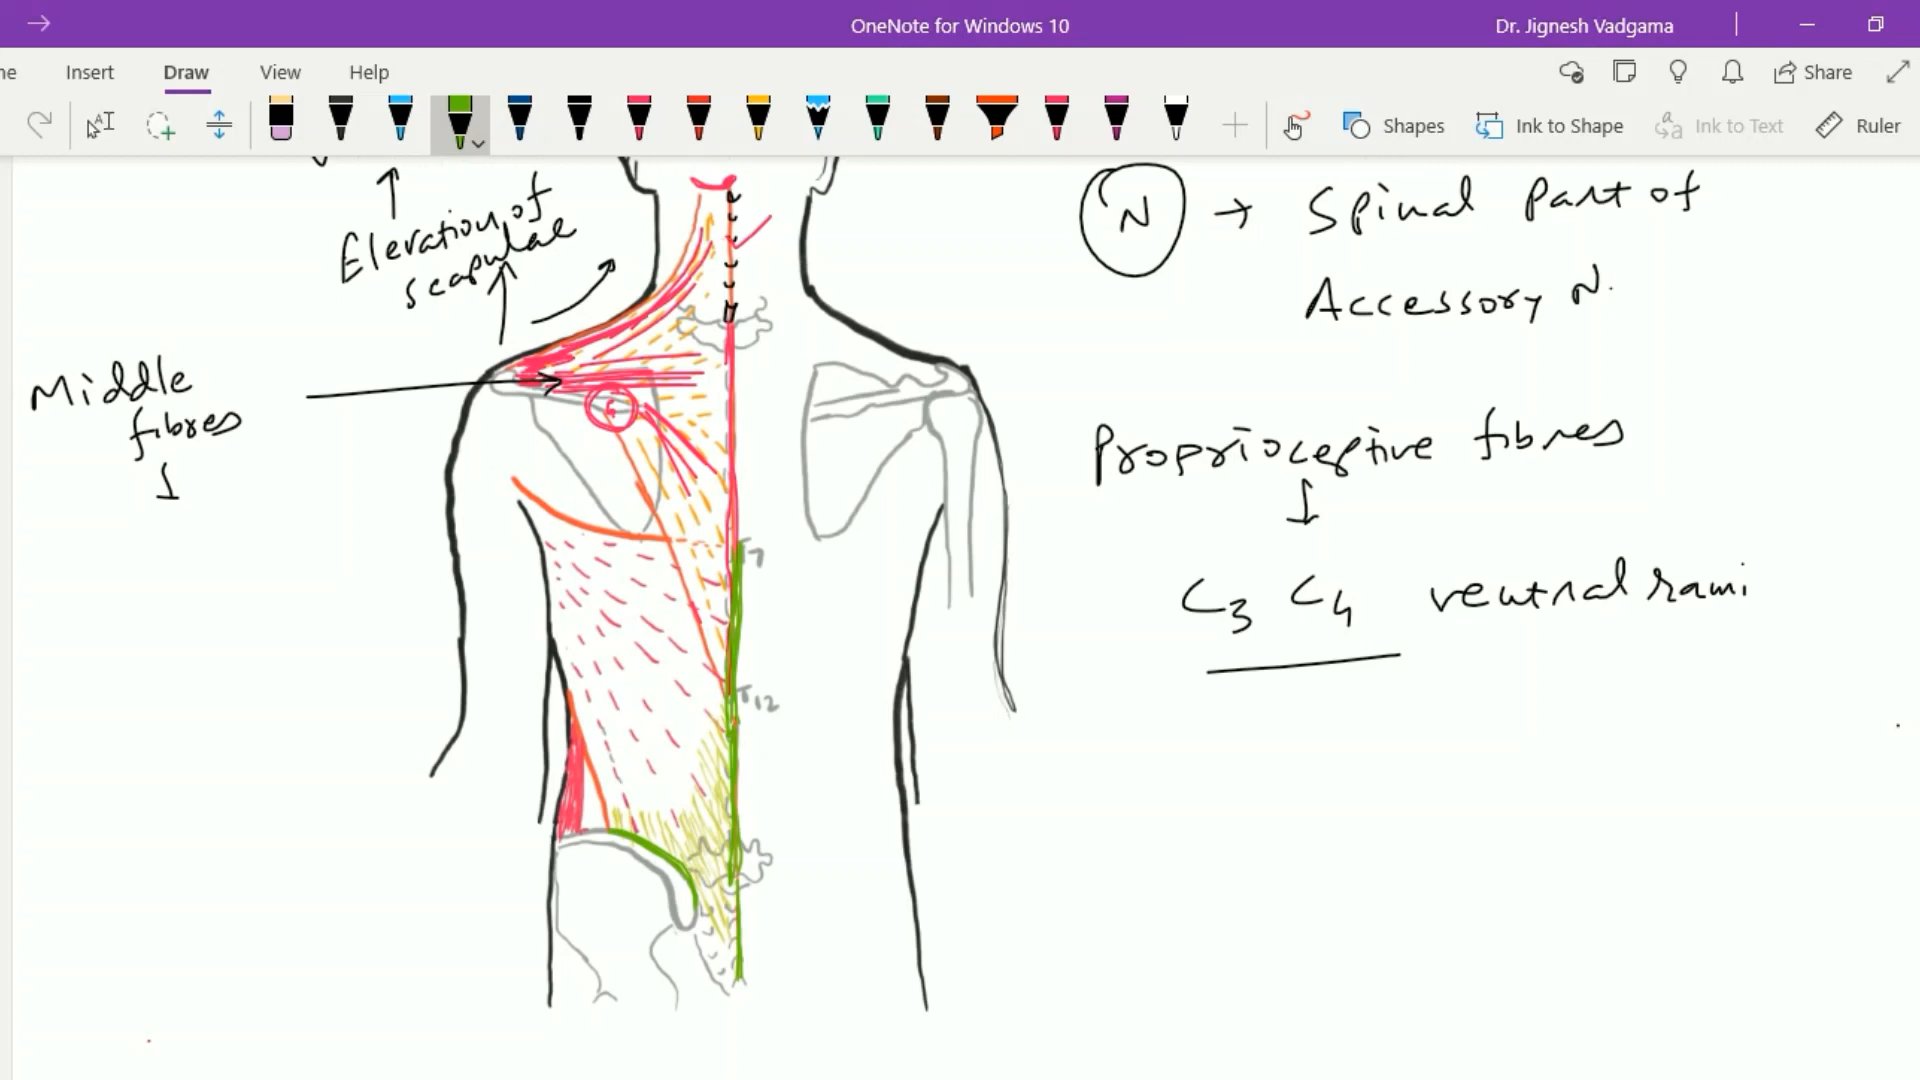 OneNote for Windows 10
Dr. Jignesh Vadgama
ne Insert Draw View Help
Share
Shapes
Ink to Shape
Ink to Text
Ruler
Elevation of
scapulae
Middle
fibres
T7
T12
N → Spinal Part of
Accessory N.
Proprioceptive fibres
C3 C4 ventral rami